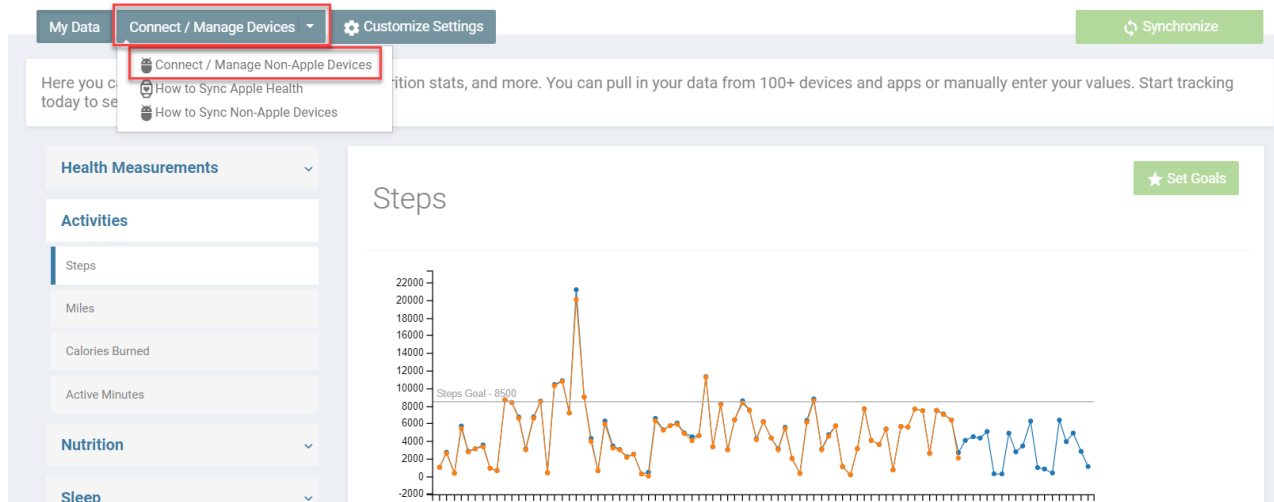 My Data
Connect / Manage Devices
Customize Settings
Synchronize
Connect / Manage Non-Apple Devices
How to Sync Apple Health
How to Sync Non-Apple Devices
Here you c
rition stats, and more. You can pull in your data from 100+ devices and apps or manually enter your values. Start tracking
today to se
Health Measurements
Activities
Steps
Miles
Calories Burned
Active Minutes
Nutrition
Sleep
Set Goals
Steps
22000
20000
18000
16000
14000
12000
10000
Steps Goal - 8500
8000
6000
4000
2000
0
-2000